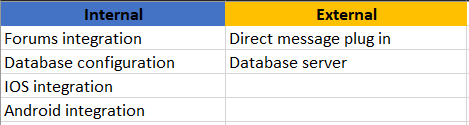 Internal External
Forums integration Direct message plug in
Database configuration Database server
IOS integration
Android integration